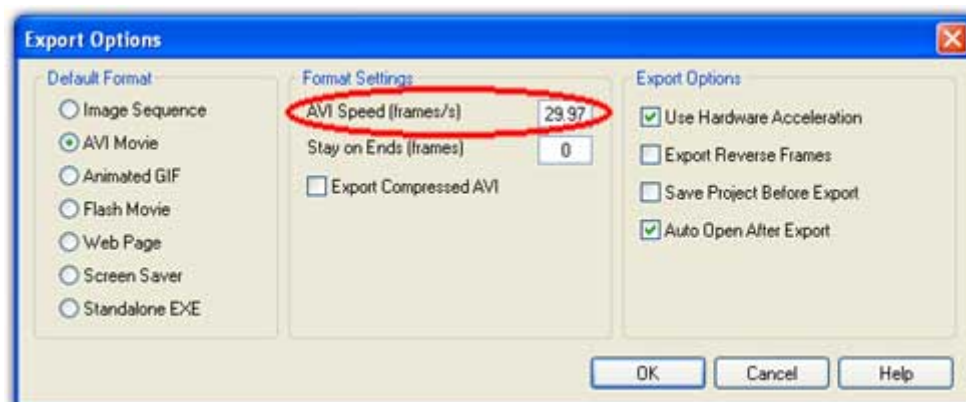 Export Options
Default Format
Image Sequence
AVI Movie
Animated GIF
Flash Movie
Web Page
Screen Saver
Standalone EXE
Format Settings
AVI Speed (frames/s) 29.97
Stay on Ends (frames) 0
Export Compressed AVI
Export Options
Use Hardware Acceleration
Export Reverse Frames
Save Project Before Export
Auto Open After Export
OK Cancel Help